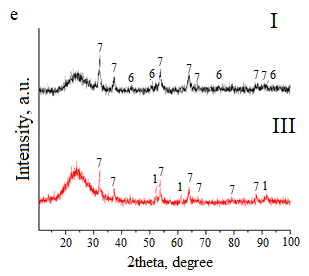 e
I
7 7 6 6 7 7 7 6 7 7 6
Intensity, a.u.
III
7 7 1 7 1 7 7 7 7 1
20 30 40 50 60 70 80 90 100
2theta, degree